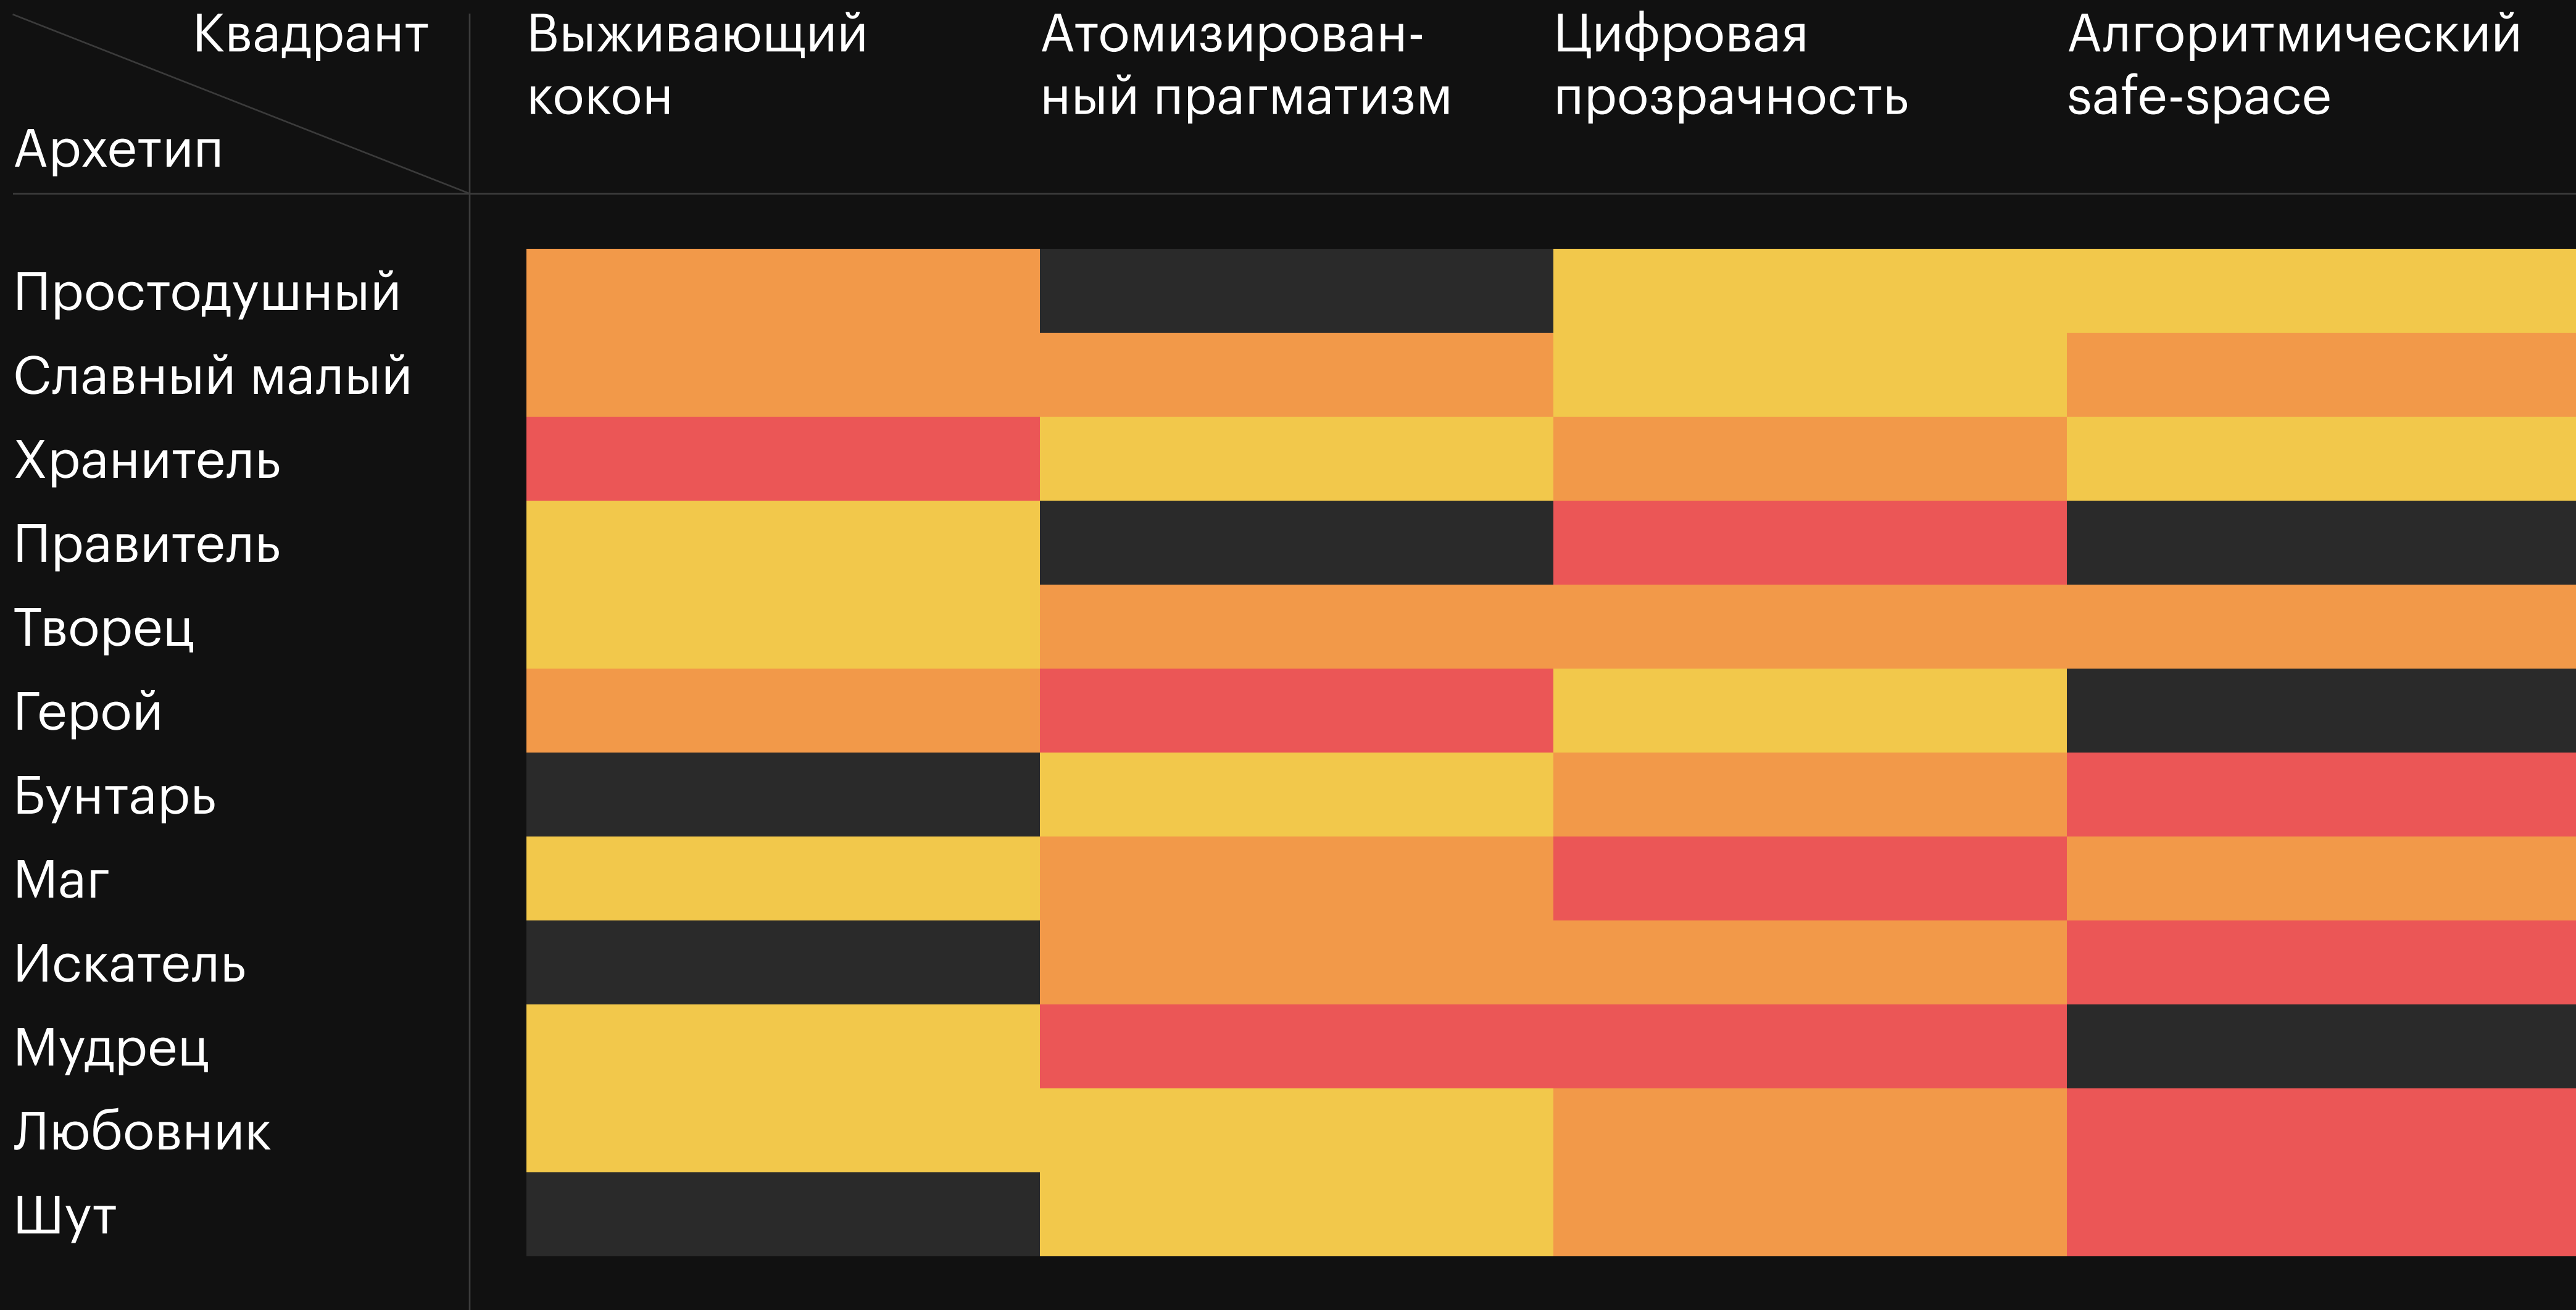 Квадрант
Архетип
Выживающий
кокон
Атомизирован-
ный прагматизм
Цифровая
прозрачность
Алгоритмический
safe-space
Простодушный
Славный малый
Хранитель
Правитель
Творец
Герой
Бунтарь
Маг
Искатель
Мудрец
Любовник
Шут